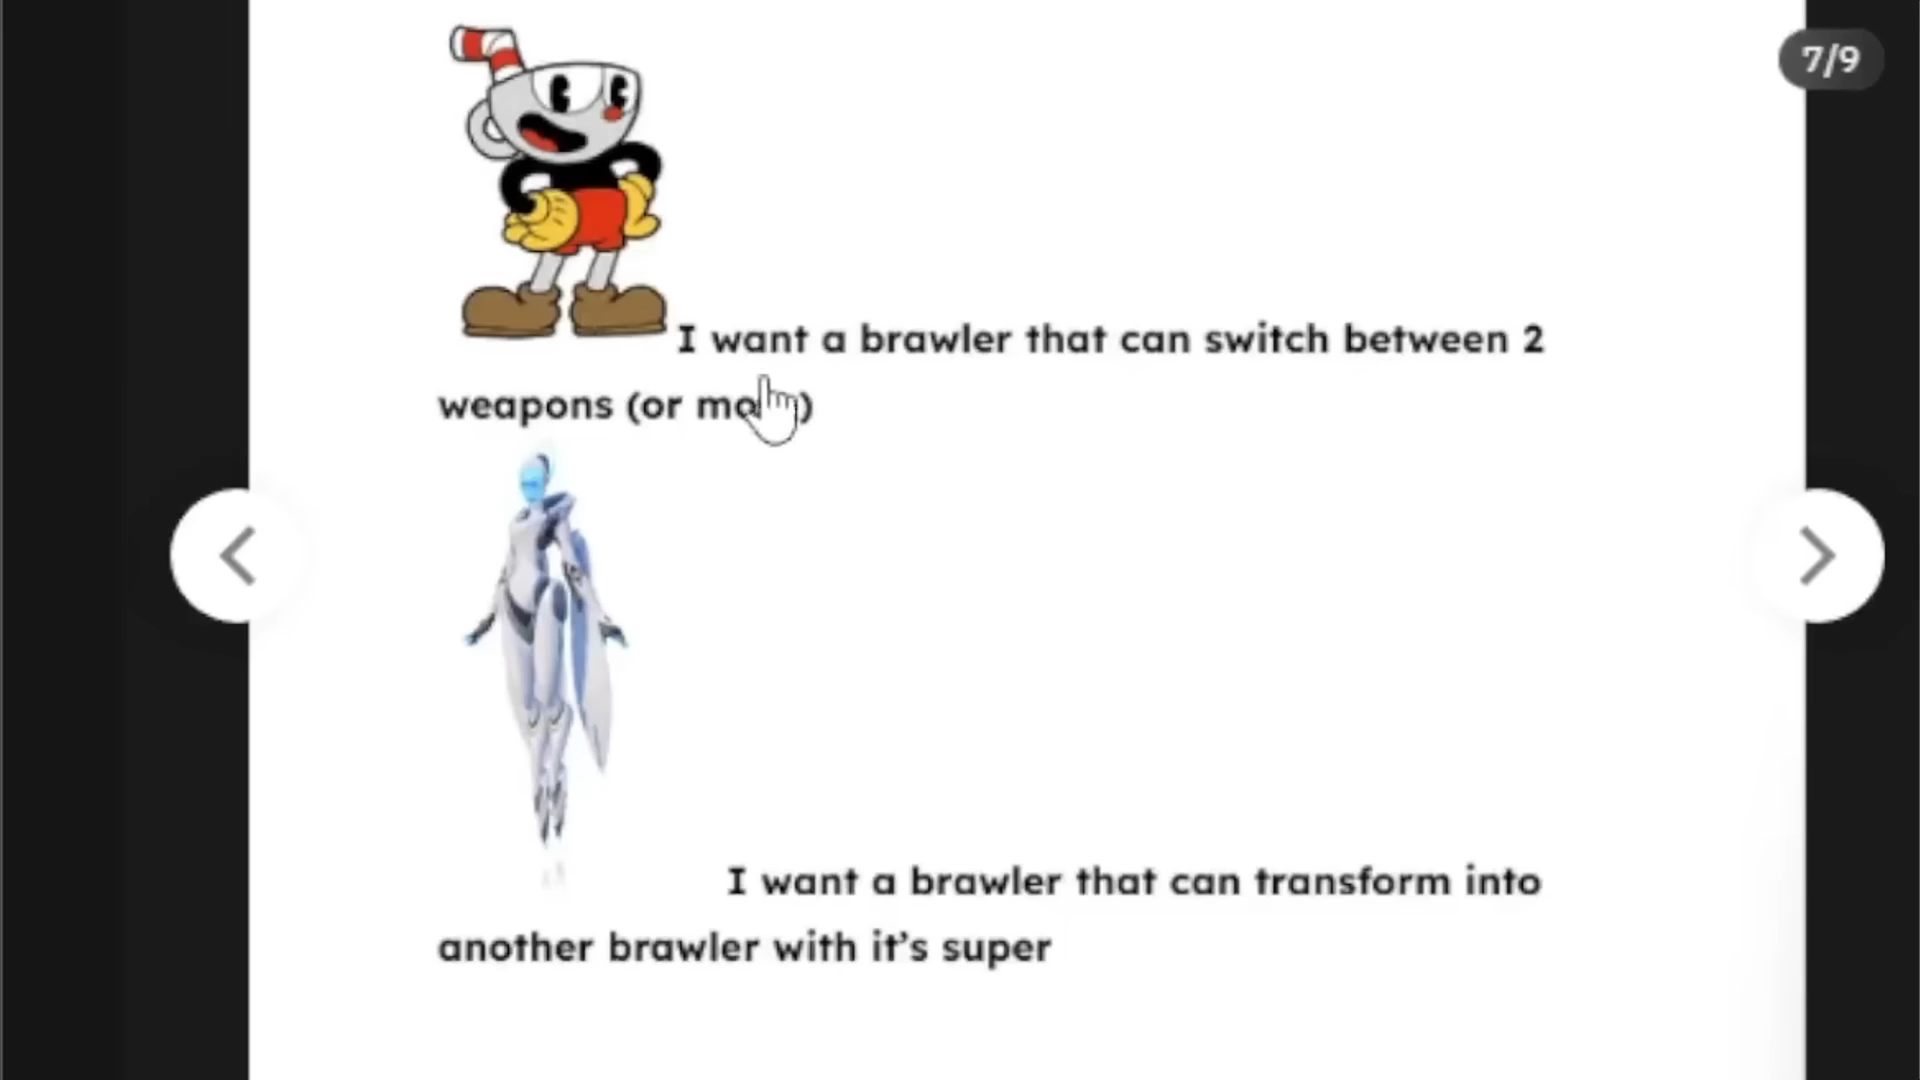 7/9
I want a brawler that can switch between 2
weapons (or mo )
I want a brawler that can transform into
another brawler with it’s super